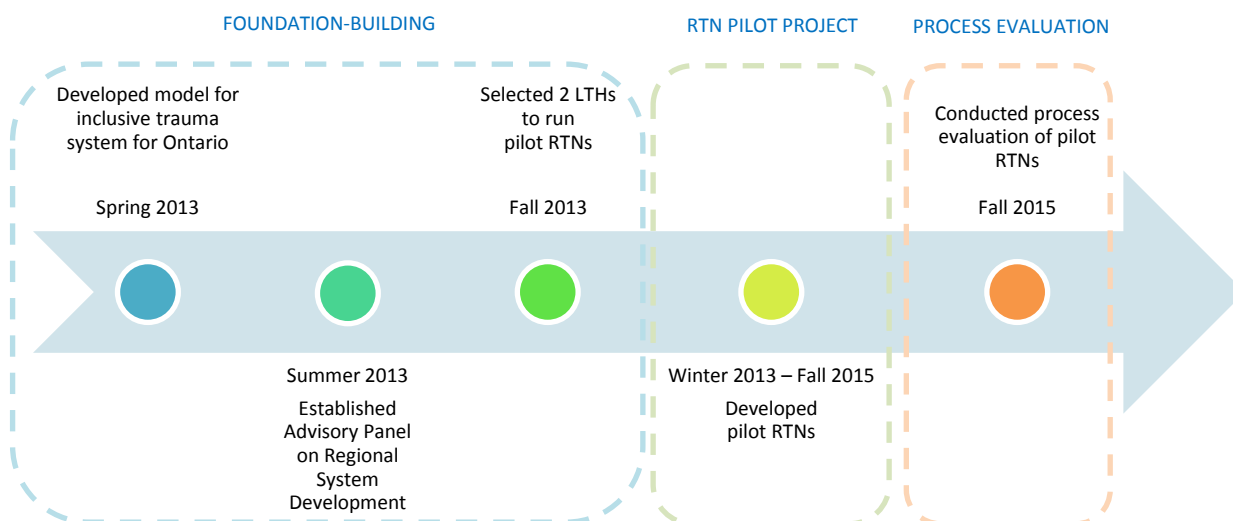 FOUNDATION-BUILDING
RTN PILOT PROJECT
PROCESS EVALUATION
Developed model for
inclusive trauma
system for Ontario
Spring 2013
Selected 2 LTHs
to run
pilot RTNs
Fall 2013
Conducted process
evaluation of pilot
RTNs
Fall 2015
Summer 2013
Established
Advisory Panel
on Regional
System
Development
Winter 2013 – Fall 2015
Developed
pilot RTNs